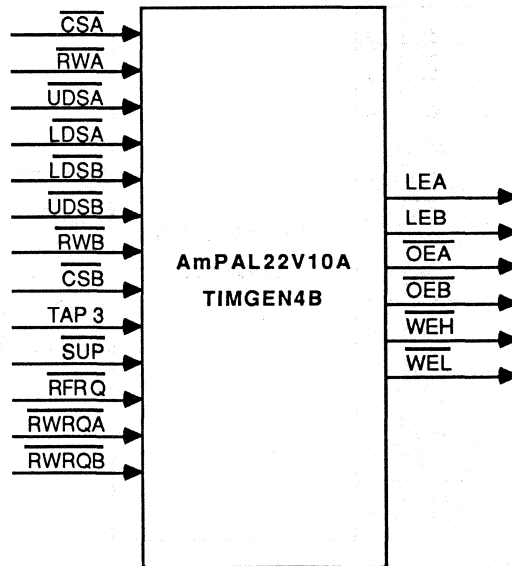 CSA
RWA
UDSA
LDSA
LDSB
UDSB
RWB
CSB
TAP 3
SUP
RFRQ
RWRQA
RWRQB
AmPAL22V10A
TIMGEN4B
LEA
LEB
OEA
OEB
WEH
WEL